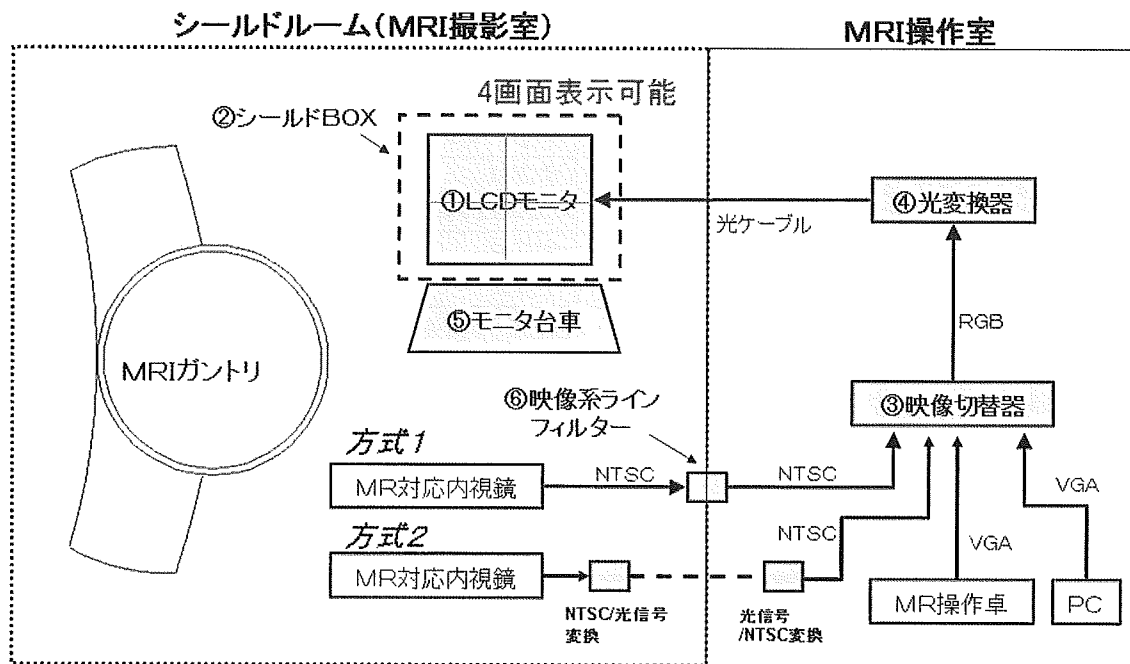 シールドルーム(MRI撮影室)
MRI操作室
4画面表示可能
②シールドBOX
①LCDモニタ
④光変換器
光ケーブル
⑤モニタ台車
RGB
MRIガントリ
③映像切替器
⑥映像系ライン
フィルター
方式1
MR対応内視鏡
NTSC
NTSC
VGA
方式2
MR対応内視鏡
NTSC
VGA
MR操作卓
PC
NTSC/光信号
変換
光信号
/NTSC変換